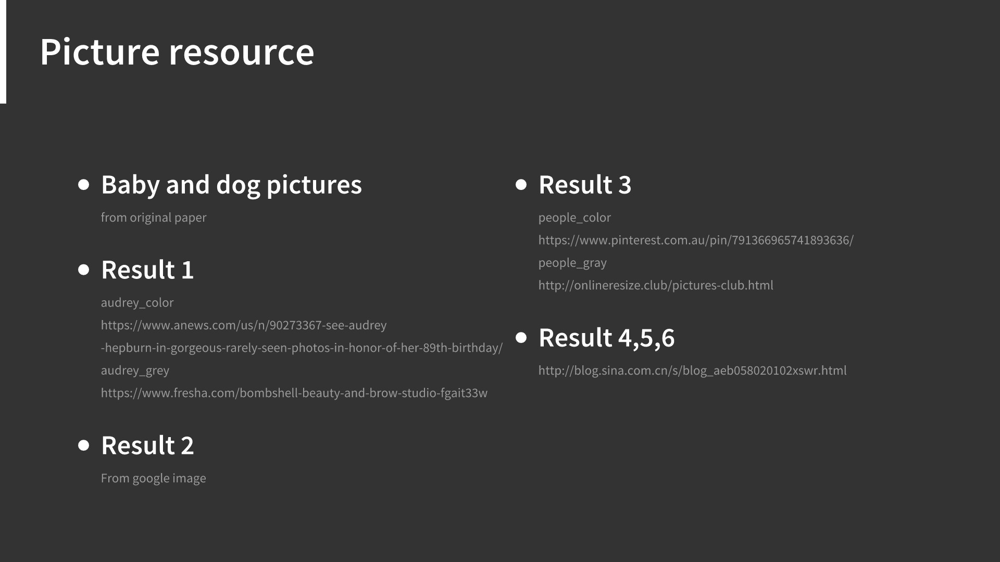 Picture resource
Baby and dog pictures
from original paper
Result 1
audrey_color
https://www.anews.com/us/n/90273367-see-audrey
-hepburn-in-gorgeous-rarely-seen-photos-in-honor-of-her-89th-birthday/
audrey_grey
https://www.fresha.com/bombshell-beauty-and-brow-studio-fgait33w
Result 2
From google image
Result 3
people_color
https://www.pinterest.com.au/pin/791366965741893636/
people_gray
http://onlineresize.club/pictures-club.html
Result 4,5,6
http://blog.sina.com.cn/s/blog_aeb058020102xswr.html